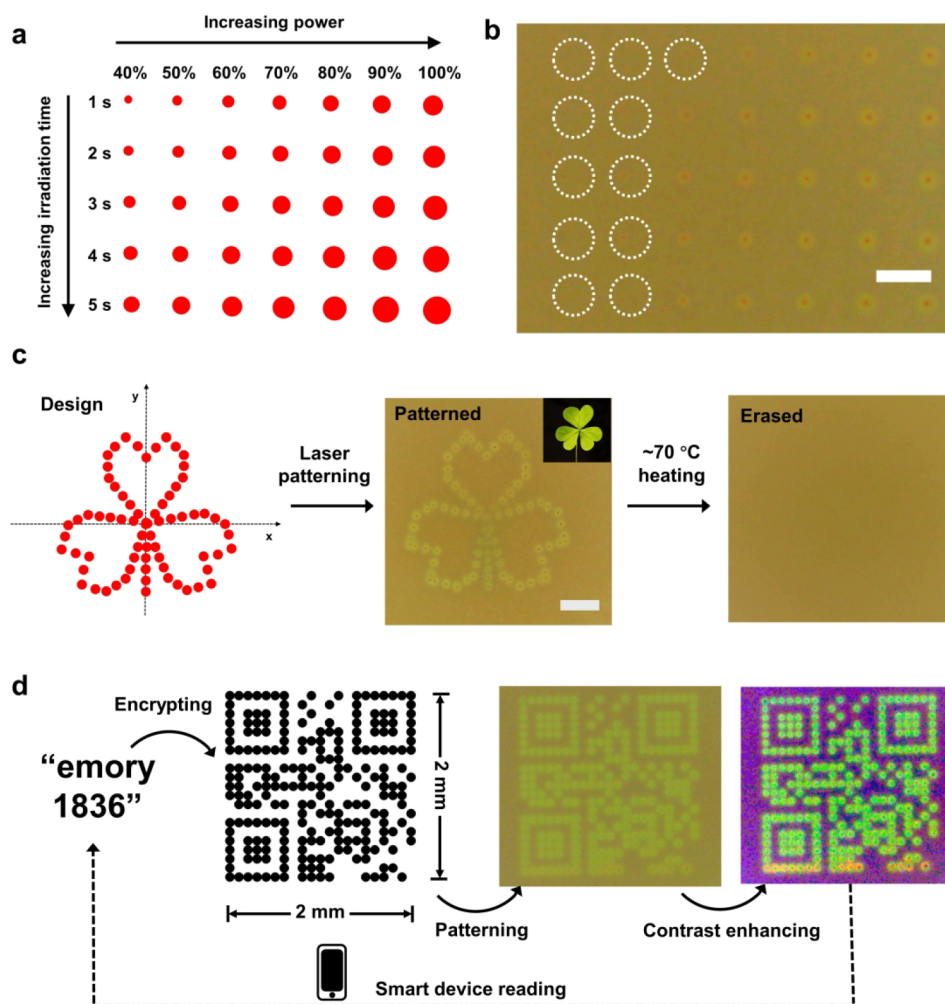 a
Increasing power
40% 50% 60% 70% 80% 90% 100%
Increasing irradiation time
1 s
2 s
3 s
4 s
5 s
b
c
Design
y
x
Laser
patterning
Patterned
~70 °C
heating
Erased
d
Encrypting
“emory
1836”
2 mm
2 mm
Patterning
Contrast enhancing
Smart device reading